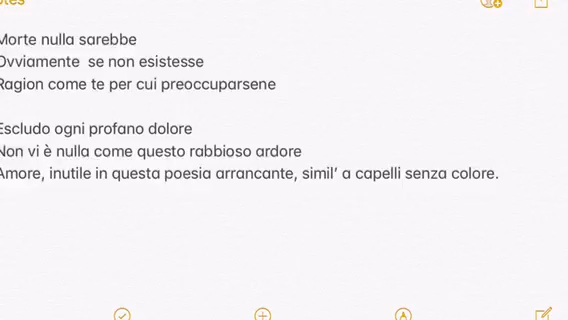 otes
Morte nulla sarebbe
Ovviamente  se non esistesse
Ragion come te per cui preoccuparsene
Escludo ogni profano dolore
Non vi è nulla come questo rabbioso ardore
Amore, inutile in questa poesia arrancante, simil’ a capelli senza colore.